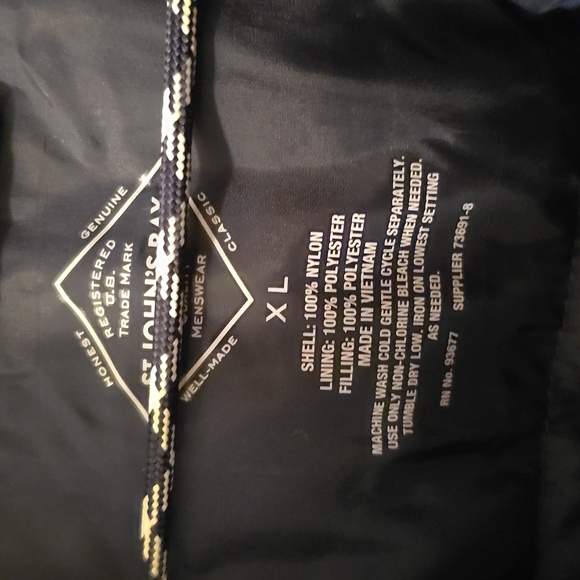 GENUINE
CLASSIC
REGISTERED
U.S.
TRADE MARK
ST JOHN'S BAY
MENSWEAR
HONEST
WELL-MADE
XL
SHELL: 100% NYLON
LINING: 100% POLYESTER
FILLING: 100% POLYESTER
MADE IN VIETNAM
MACHINE WASH COLD GENTLE CYCLE SEPARATELY.
USE ONLY NON-CHLORINE BLEACH WHEN NEEDED.
TUMBLE DRY LOW. IRON ON LOWEST SETTING
AS NEEDED.
RN No. 93677 SUPPLIER 73691-8